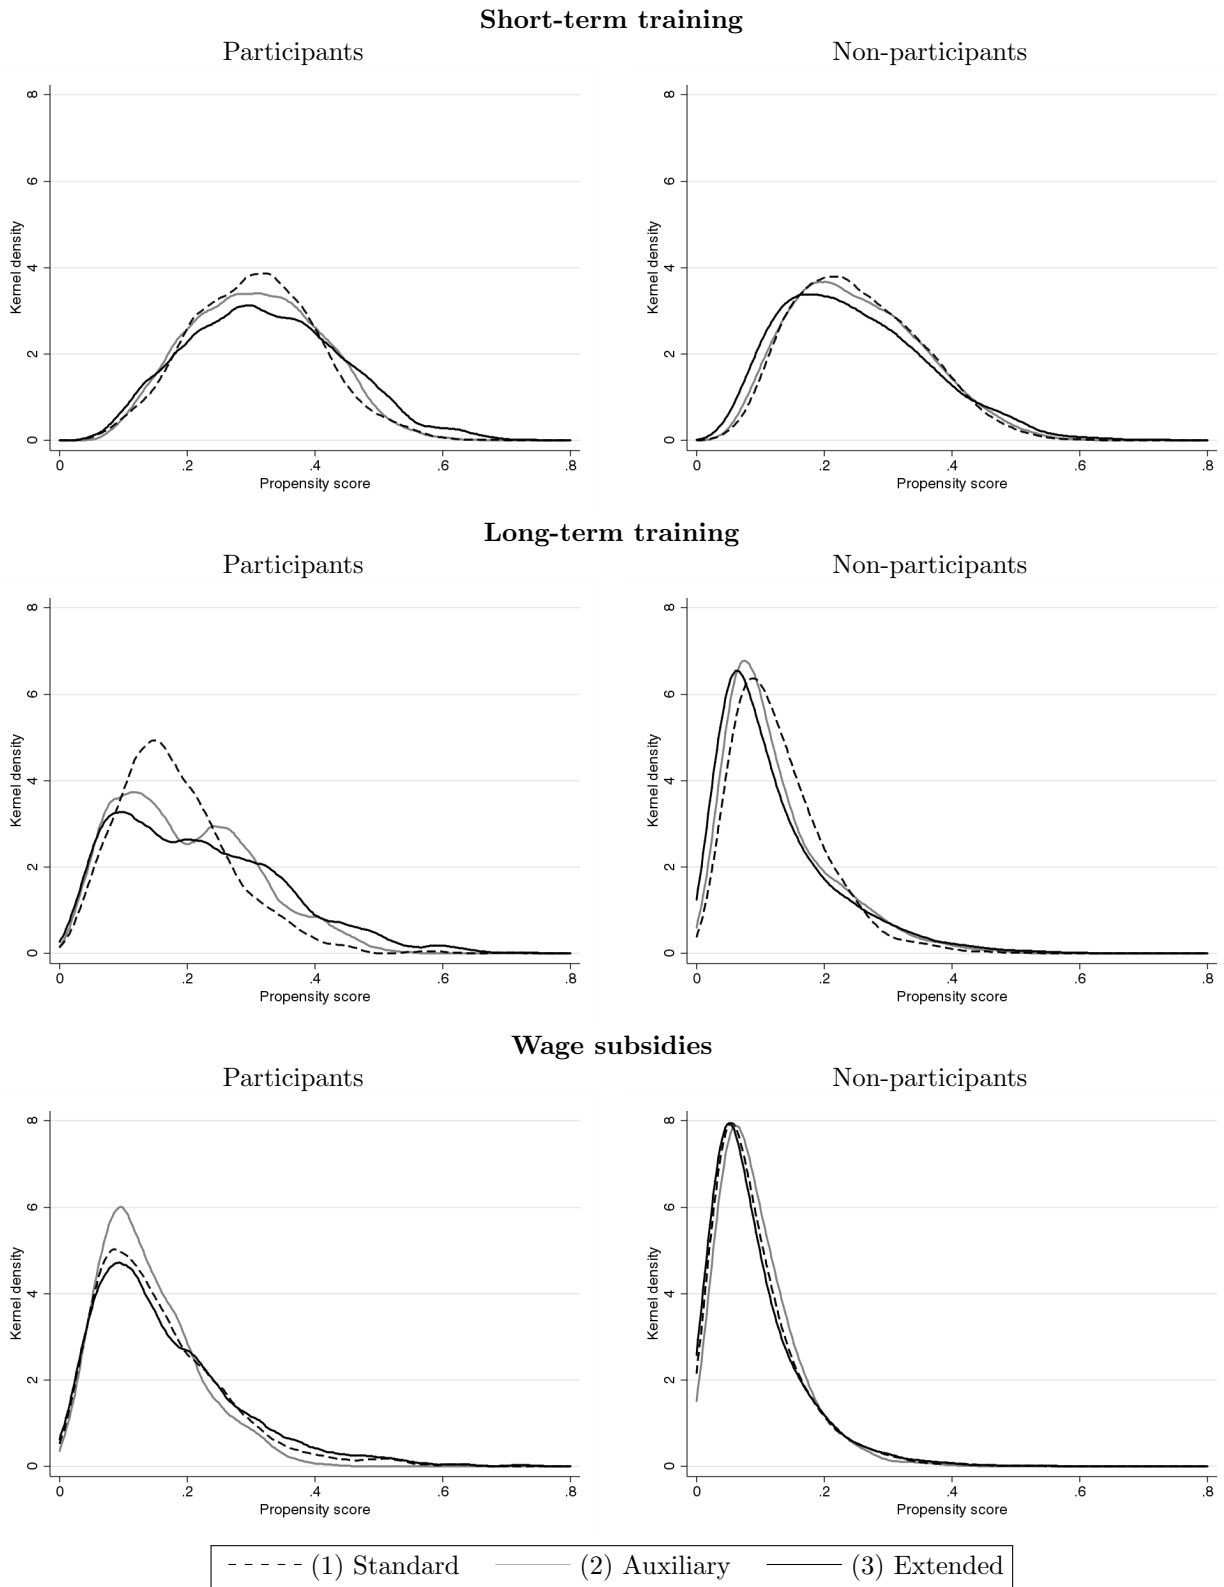 Short-term training
Participants
Non-participants
Kernel density
8
6
4
2
0
0 .2 .4 .6 .8
Propensity score
Kernel density
8
6
4
2
0
0 .2 .4 .6 .8
Propensity score
Long-term training
Participants
Non-participants
Kernel density
8
6
4
2
0
0 .2 .4 .6 .8
Propensity score
Kernel density
8
6
4
2
0
0 .2 .4 .6 .8
Propensity score
Wage subsidies
Participants
Non-participants
Kernel density
8
6
4
2
0
0 .2 .4 .6 .8
Propensity score
Kernel density
8
6
4
2
0
0 .2 .4 .6 .8
Propensity score
(1) Standard (2) Auxiliary (3) Extended